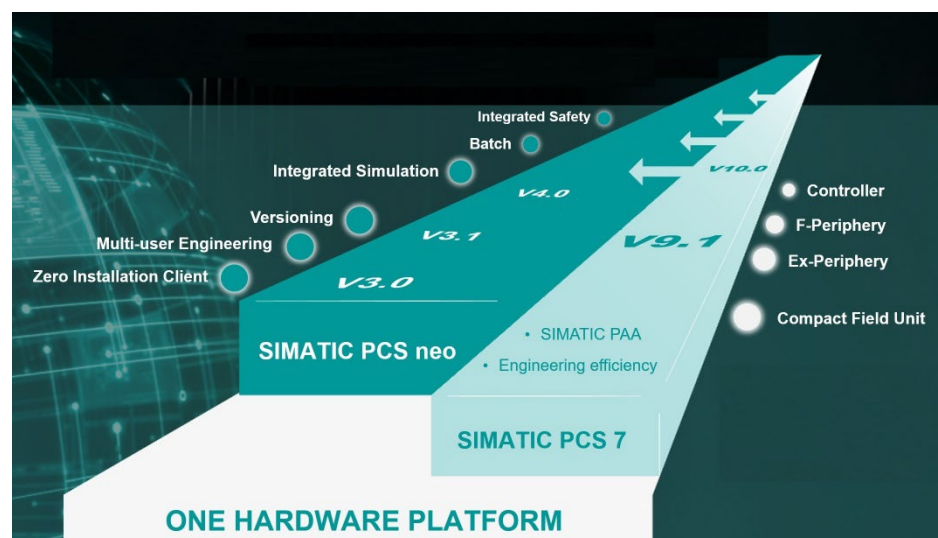 Integrated Safety
Batch
Integrated Simulation
Versioning
Multi-user Engineering
Zero Installation Client
V4.0
V3.1
V3.0
SIMATIC PCS neo
V10.0
V9.1
• SIMATIC PAA
• Engineering efficiency
SIMATIC PCS 7
Controller
F-Periphery
Ex-Periphery
Compact Field Unit
ONE HARDWARE PLATFORM